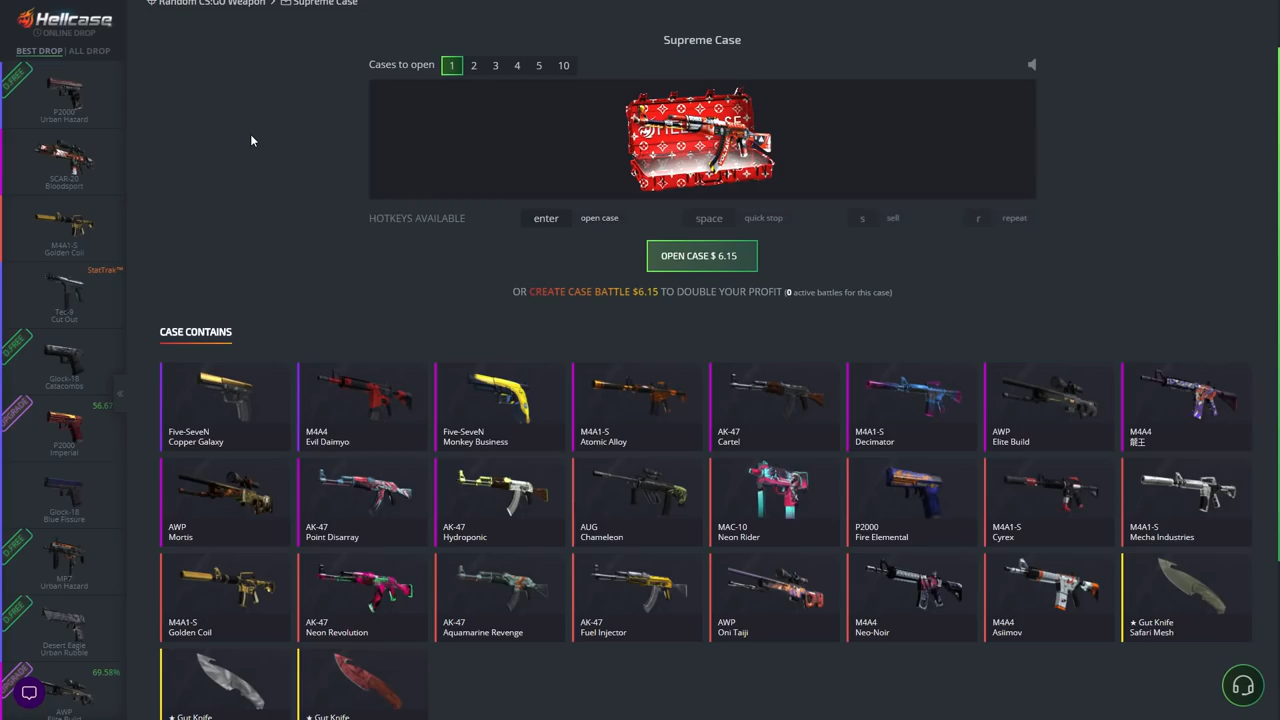 Random CS:GO Weapon > Supreme Case
Hellcase
ONLINE DROP
BEST DROP | ALL DROP
D.FREE
P2000
Urban Hazard
SCAR-20
Bloodsport
M4A1-S
Golden Coil
StatTrak™
Tec-9
Cut Out
D.FREE
Glock-18
Catacombs
UPGRADE
56.67
P2000
Imperial
Glock-18
Blue Fissure
D.FREE
MP7
Urban Hazard
D.FREE
Desert Eagle
Urban Rubble
UPGRADE
69.58%
AWP
Elite Build
Supreme Case
Cases to open 1 2 3 4 5 10
HELLCASE
HOTKEYS AVAILABLE enter open case space quick stop s sell r repeat
OPEN CASE $ 6.15
OR CREATE CASE BATTLE $6.15 TO DOUBLE YOUR PROFIT (0 active battles for this case)
CASE CONTAINS
Five-SeveN
Copper Galaxy
M4A4
Evil Daimyo
Five-SeveN
Monkey Business
M4A1-S
Atomic Alloy
AK-47
Cartel
M4A1-S
Decimator
AWP
Elite Build
M4A4
龍王
AWP
Mortis
AK-47
Point Disarray
AK-47
Hydroponic
AUG
Chameleon
MAC-10
Neon Rider
P2000
Fire Elemental
M4A1-S
Cyrex
M4A1-S
Mecha Industries
M4A1-S
Golden Coil
AK-47
Neon Revolution
AK-47
Aquamarine Revenge
AK-47
Fuel Injector
AWP
Oni Taiji
M4A4
Neo-Noir
M4A4
Asiimov
★ Gut Knife
Safari Mesh
★ Gut Knife
★ Gut Knife